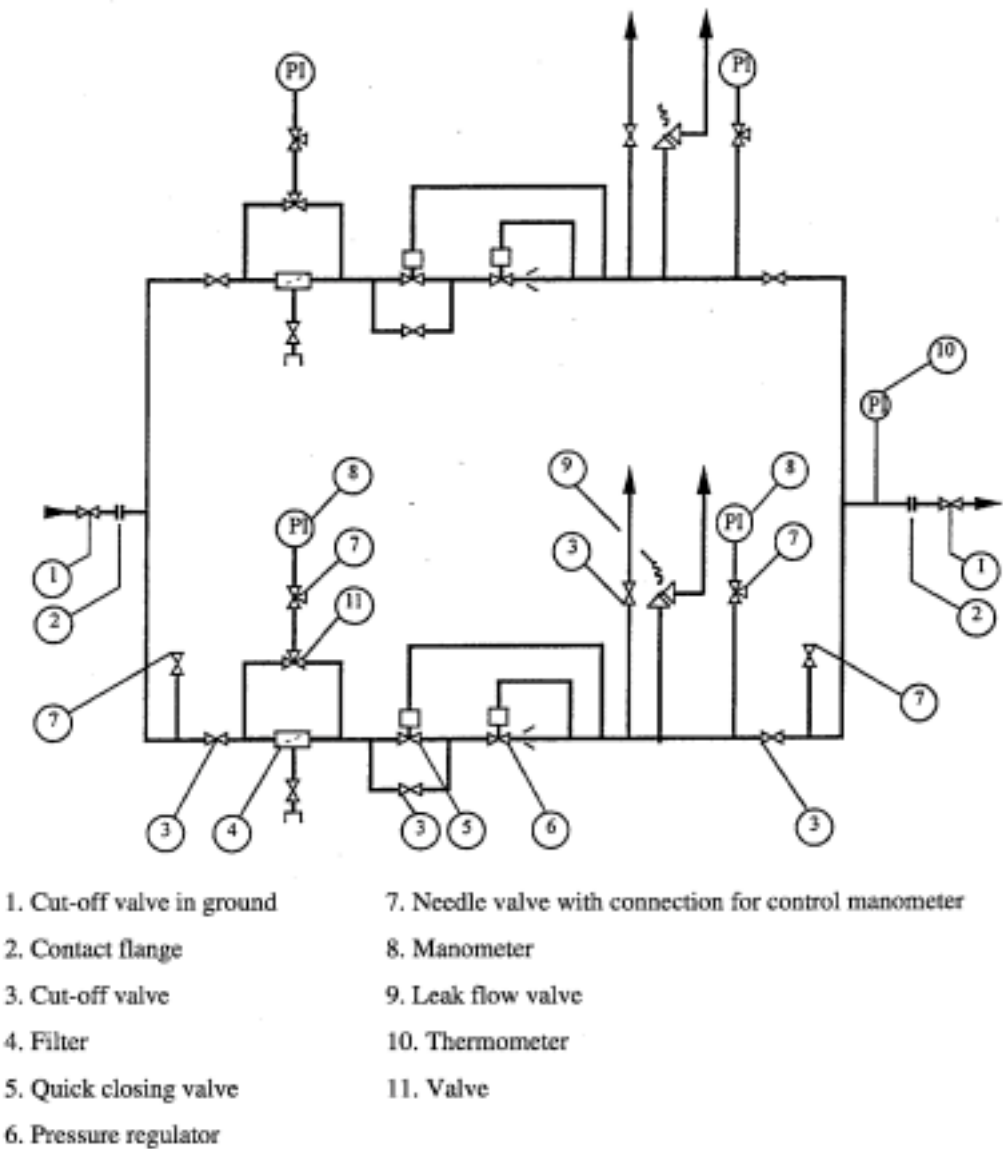 PI
PI
10
PI
8
9
8
PI
7
PI
7
3
11
1
1
2
2
7
7
3
4
3
5
6
3
1. Cut-off valve in ground
2. Contact flange
3. Cut-off valve
4. Filter
5. Quick closing valve
6. Pressure regulator
7. Needle valve with connection for control manometer
8. Manometer
9. Leak flow valve
10. Thermometer
11. Valve